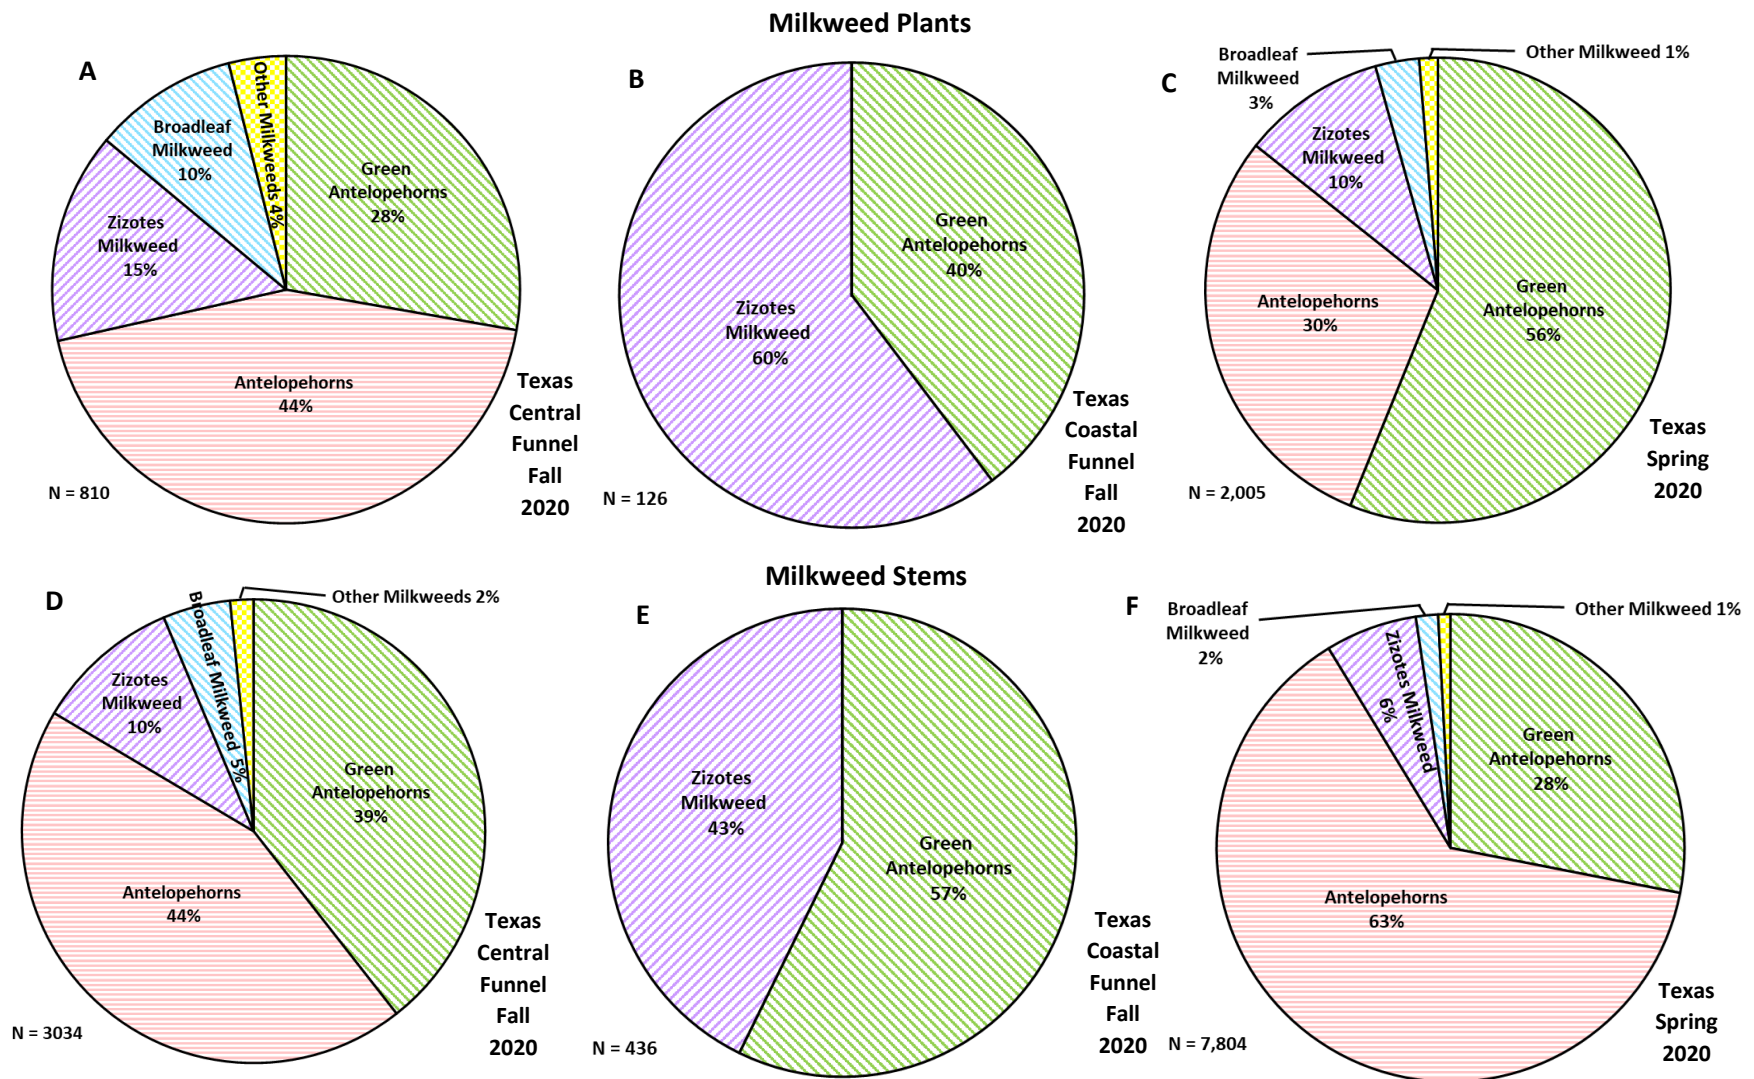 Milkweed Plants
A
Other Milkweeds 4%
Broadleaf
Milkweed
10%
Green
Antelopehorns
28%
Zizotes
Milkweed
15%
Antelopehorns
44%
Texas
Central
Funnel
Fall
2020
N = 810
B
Green
Antelopehorns
40%
Zizotes
Milkweed
60%
Texas
Coastal
Funnel
Fall
2020
N = 126
C
Broadleaf
Milkweed
3%
Other Milkweed 1%
Zizotes
Milkweed
10%
Antelopehorns
30%
Green
Antelopehorns
56%
Texas
Spring
2020
N = 2,005
Milkweed Stems
D
Other Milkweeds 2%
Broadleaf Milkweed 5%
Zizotes
Milkweed
10%
Green
Antelopehorns
39%
Antelopehorns
44%
Texas
Central
Funnel
Fall
2020
N = 3034
E
Zizotes
Milkweed
43%
Green
Antelopehorns
57%
Texas
Coastal
Funnel
Fall
2020
N = 436
F
Broadleaf
Milkweed
2%
Other Milkweed 1%
Zizotes Milkweed
6%
Green
Antelopehorns
28%
Antelopehorns
63%
Texas
Spring
2020
N = 7,804